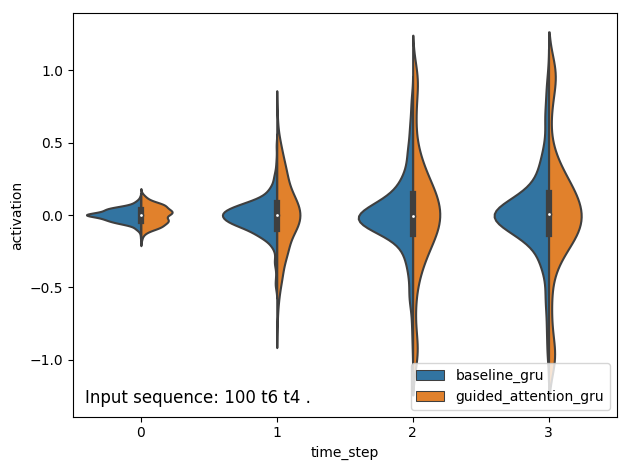 1.0
0.5
0.0
−0.5
−1.0
activation
Input sequence: 100 t6 t4 .
baseline_gru
guided_attention_gru
0 1 2 3
time_step